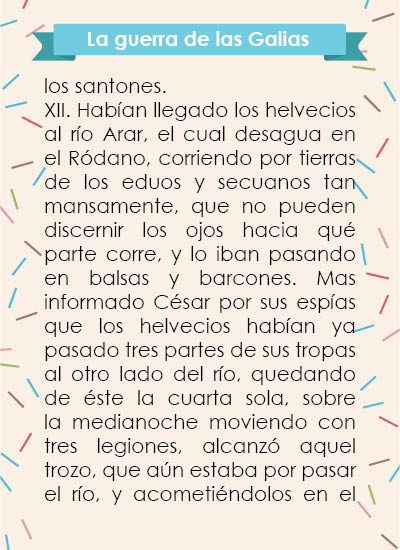 La guerra de las Galias
los santones.
XII. Habían llegado los helvecios
al río Arar, el cual desagua en
el Ródano, corriendo por tierras
de los eduos y secuanos tan
mansamente, que no pueden
discernir los ojos hacia qué
parte corre, y lo iban pasando
en balsas y barcones. Mas
informado César por sus espías
que los helvecios habían ya
pasado tres partes de sus tropas
al otro lado del río, quedando
de éste la cuarta sola, sobre
la medianoche moviendo con
tres legiones, alcanzó aquel
trozo, que aún estaba por pasar
el río, y acometiéndolos en el